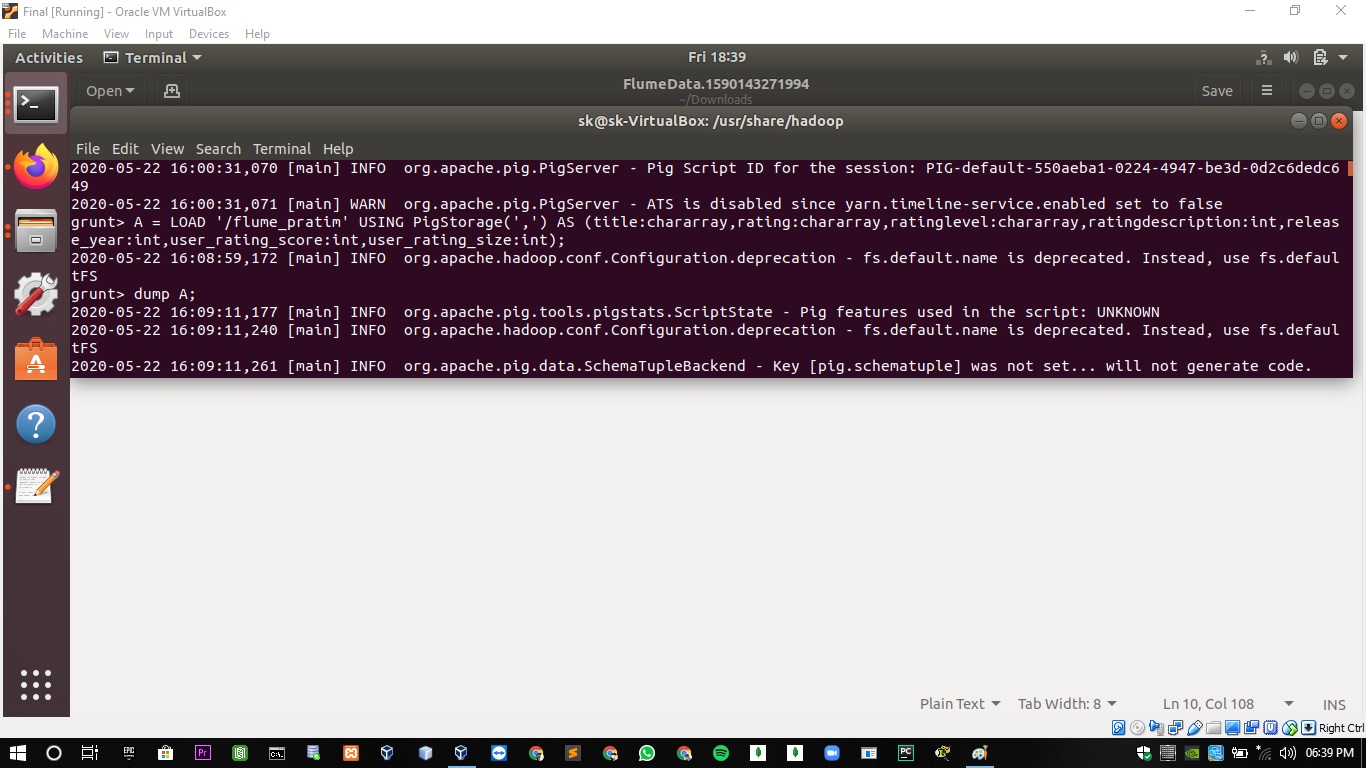 Final [Running] - Oracle VM VirtualBox
File Machine View Input Devices Help
Activities Terminal Fri 18:39
Open FlumeData.1590143271994 Save
~/Downloads
sk@sk-VirtualBox: /usr/share/hadoop
File Edit View Search Terminal Help
2020-05-22 16:00:31,070 [main] INFO org.apache.pig.PigServer - Pig Script ID for the session: PIG-default-550aeba1-0224-4947-be3d-0d2c6dedc6
49
2020-05-22 16:00:31,071 [main] WARN org.apache.pig.PigServer - ATS is disabled since yarn.timeline-service.enabled set to false
grunt> A = LOAD '/flume_pratim' USING PigStorage(',') AS (title:chararray,rating:chararray,ratinglevel:chararray,ratingdescription:int,releas
e_year:int,user_rating_score:int,user_rating_size:int);
2020-05-22 16:08:59,172 [main] INFO org.apache.hadoop.conf.Configuration.deprecation - fs.default.name is deprecated. Instead, use fs.defaul
tFS
grunt> dump A;
2020-05-22 16:09:11,177 [main] INFO org.apache.pig.tools.pigstats.ScriptState - Pig features used in the script: UNKNOWN
2020-05-22 16:09:11,240 [main] INFO org.apache.hadoop.conf.Configuration.deprecation - fs.default.name is deprecated. Instead, use fs.defaul
tFS
2020-05-22 16:09:11,261 [main] INFO org.apache.pig.data.SchemaTupleBackend - Key [pig.schematuple] was not set... will not generate code.
Plain Text Tab Width: 8 Ln 10, Col 108 INS
Right Ctrl
EPIC Pr PC 06:39 PM